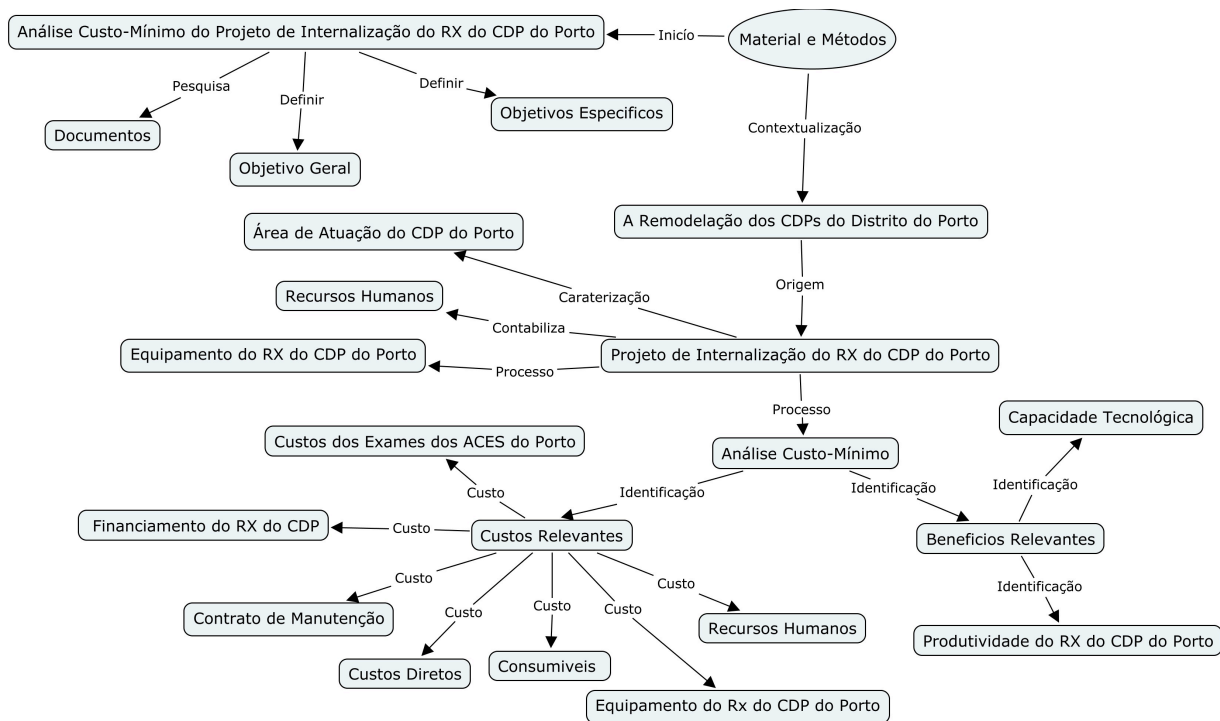 Análise Custo-Mínimo do Projeto de Internalização do RX do CDP do Porto
Inicío
Material e Métodos
Pesquisa
Definir
Definir
Documentos
Objetivo Geral
Objetivos Especificos
Contextualização
A Remodelação dos CDPs do Distrito do Porto
Área de Atuação do CDP do Porto
Origem
Caraterização
Recursos Humanos
Contabiliza
Equipamento do RX do CDP do Porto
Processo
Projeto de Internalização do RX do CDP do Porto
Processo
Capacidade Tecnológica
Custos dos Exames dos ACES do Porto
Análise Custo-Mínimo
Custo
Identificação
Identificação
Identificação
Financiamento do RX do CDP
Custo
Custos Relevantes
Beneficios Relevantes
Custo
Custo
Custo
Custo
Custo
Identificação
Contrato de Manutenção
Recursos Humanos
Produtividade do RX do CDP do Porto
Custos Diretos
Consumiveis
Equipamento do Rx do CDP do Porto